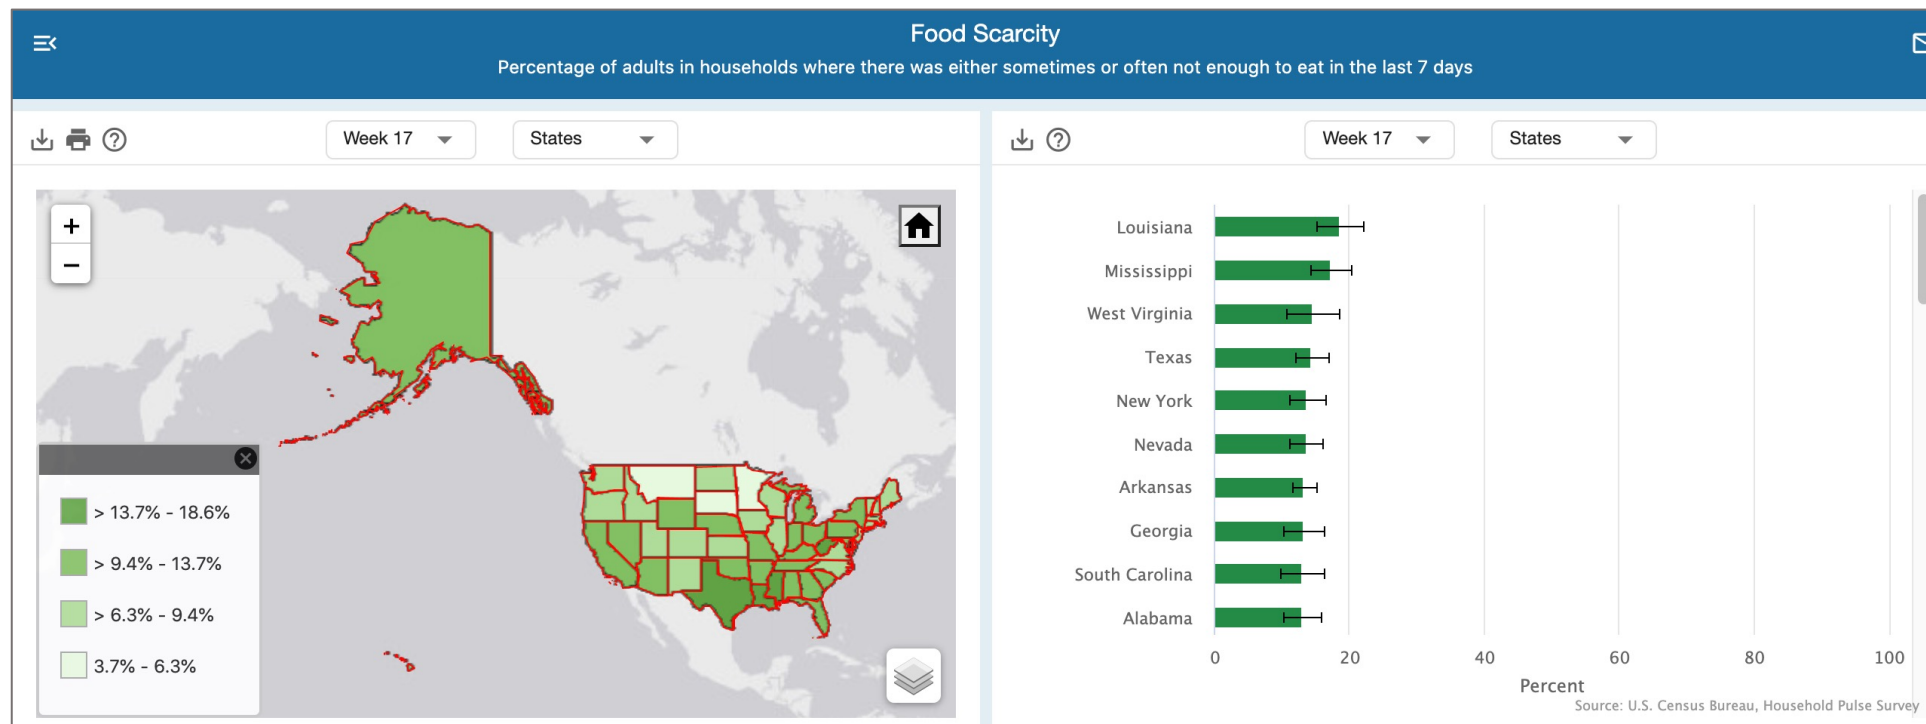 Food Scarcity
Percentage of adults in households where there was either sometimes or often not enough to eat in the last 7 days
Week 17
States
> 13.7% - 18.6%
> 9.4% - 13.7%
> 6.3% - 9.4%
3.7% - 6.3%
Week 17
States
Louisiana
Mississippi
West Virginia
Texas
New York
Nevada
Arkansas
Georgia
South Carolina
Alabama
0 20 40 60 80 100
Percent
Source: U.S. Census Bureau, Household Pulse Survey